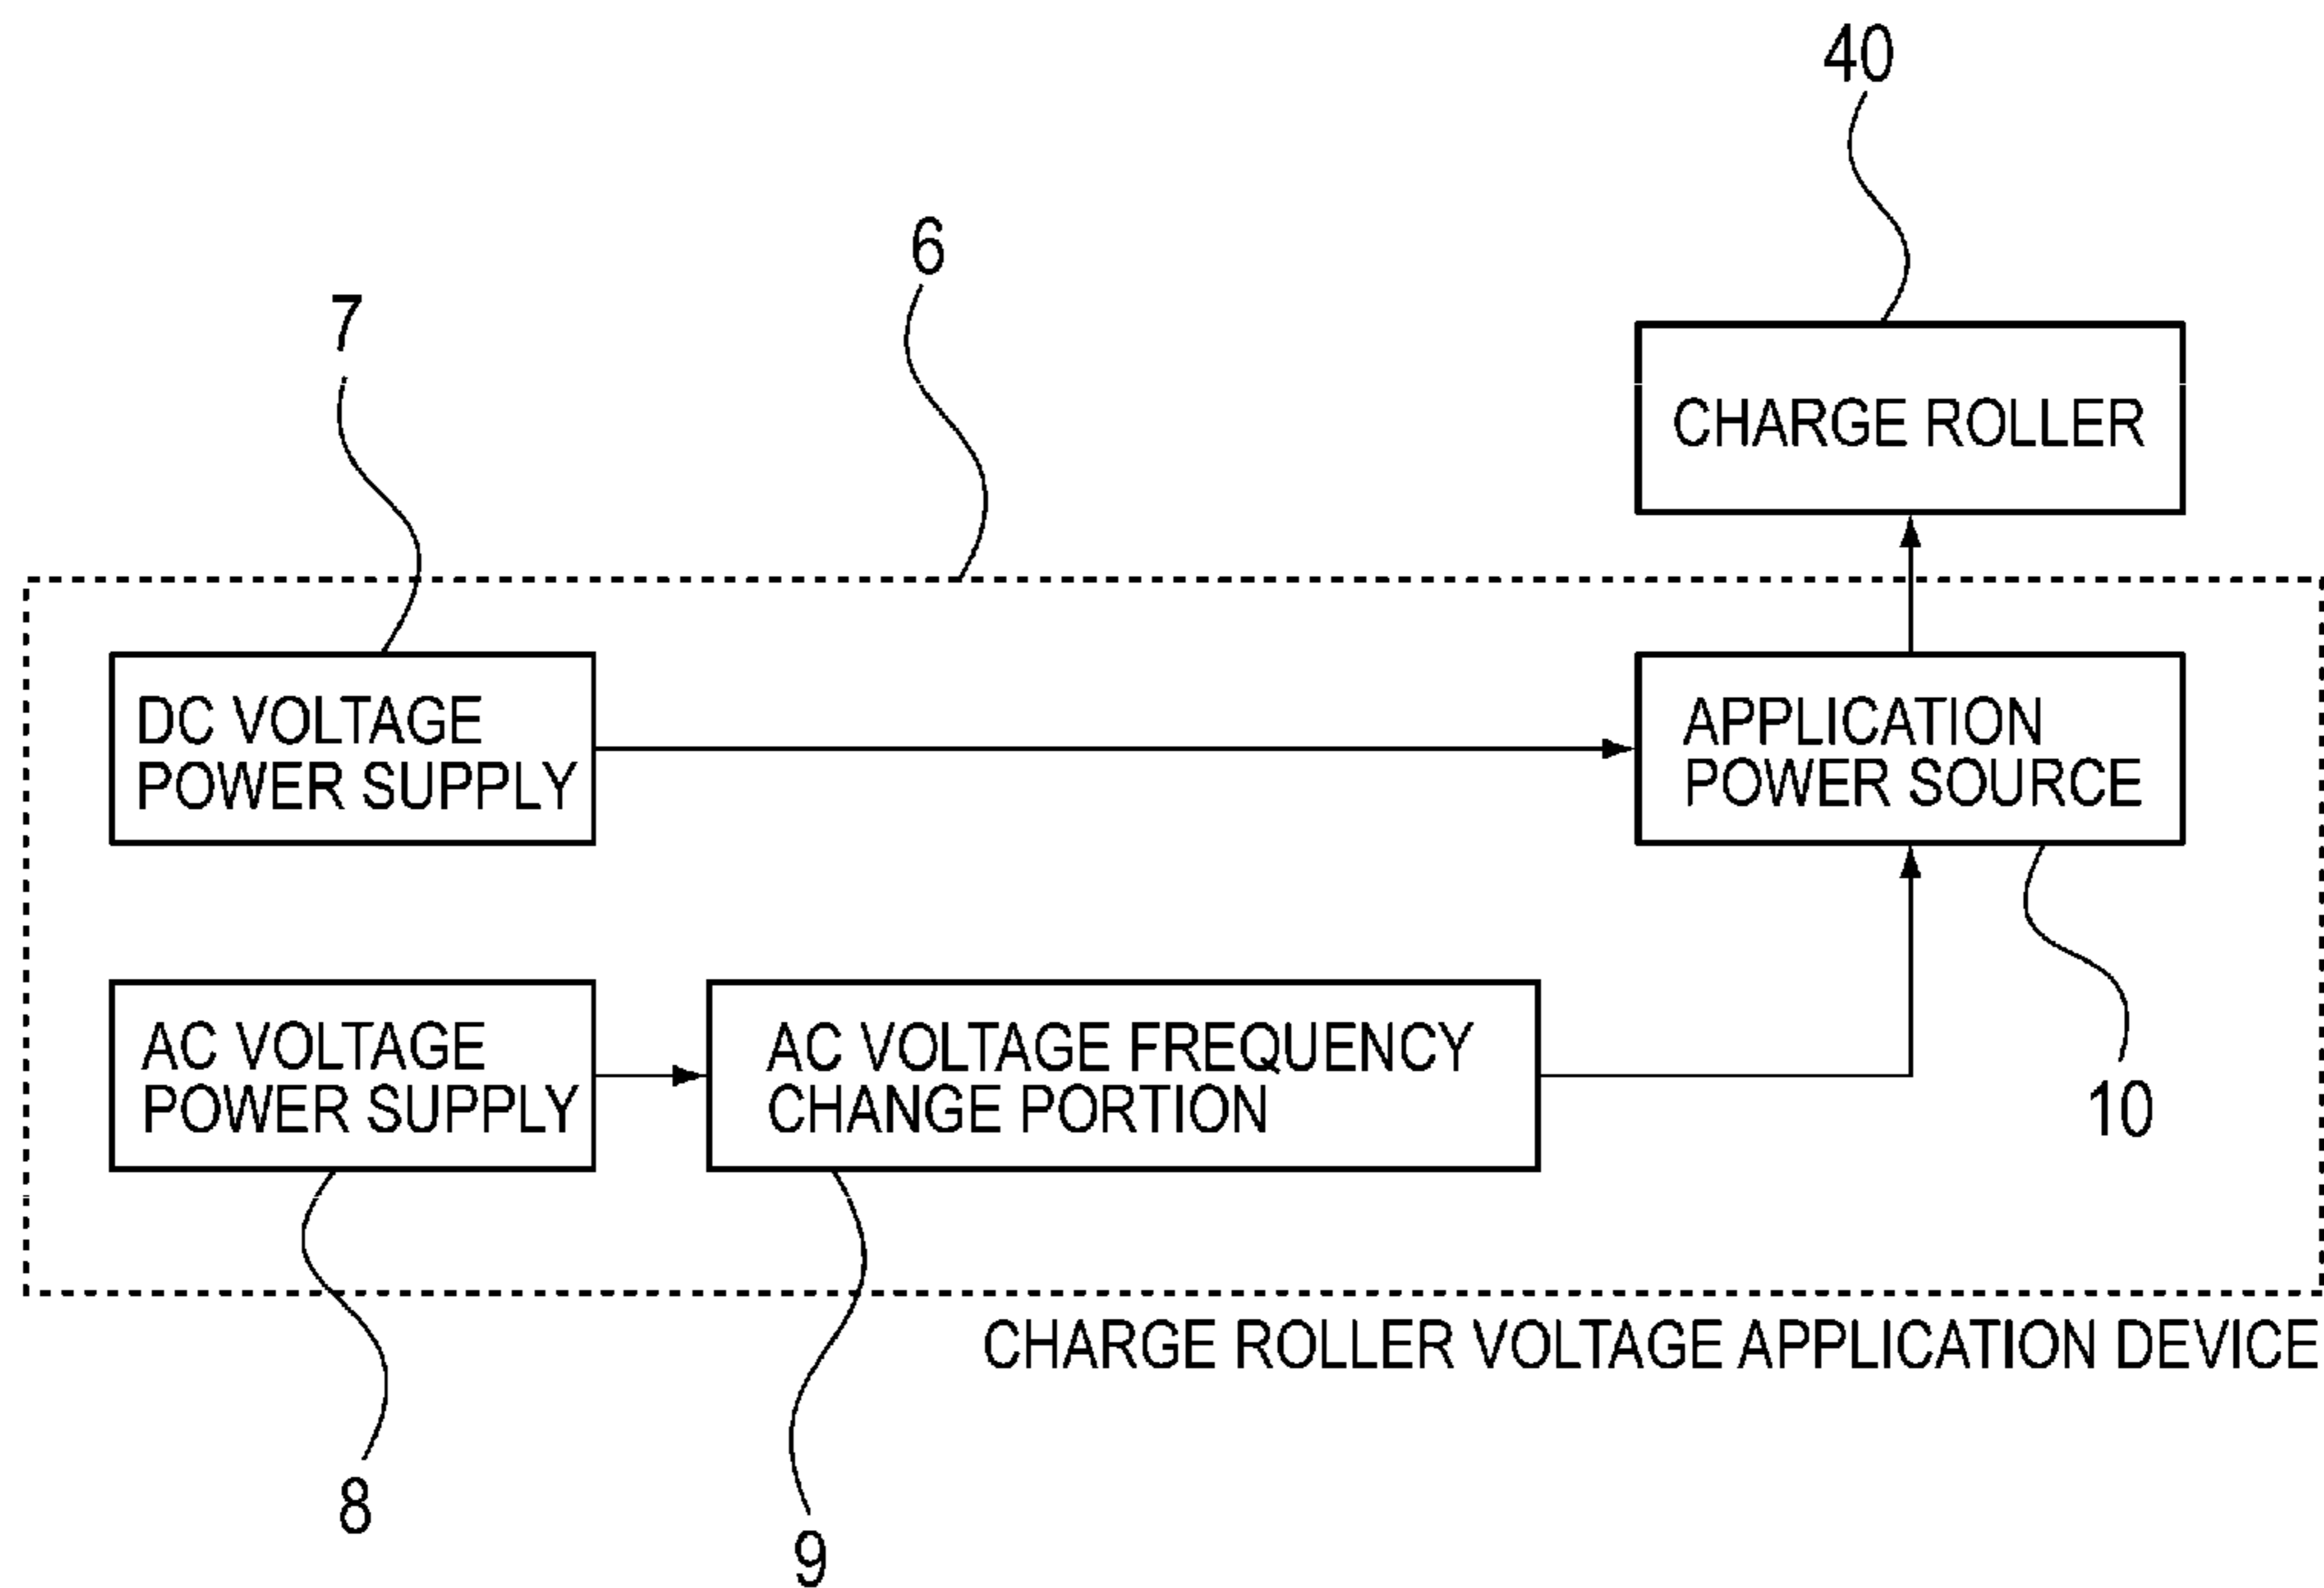 40
6
7
CHARGE ROLLER
DC VOLTAGE
POWER SUPPLY
APPLICATION
POWER SOURCE
AC VOLTAGE
POWER SUPPLY
AC VOLTAGE FREQUENCY
CHANGE PORTION
10
CHARGE ROLLER VOLTAGE APPLICATION DEVICE
8
9